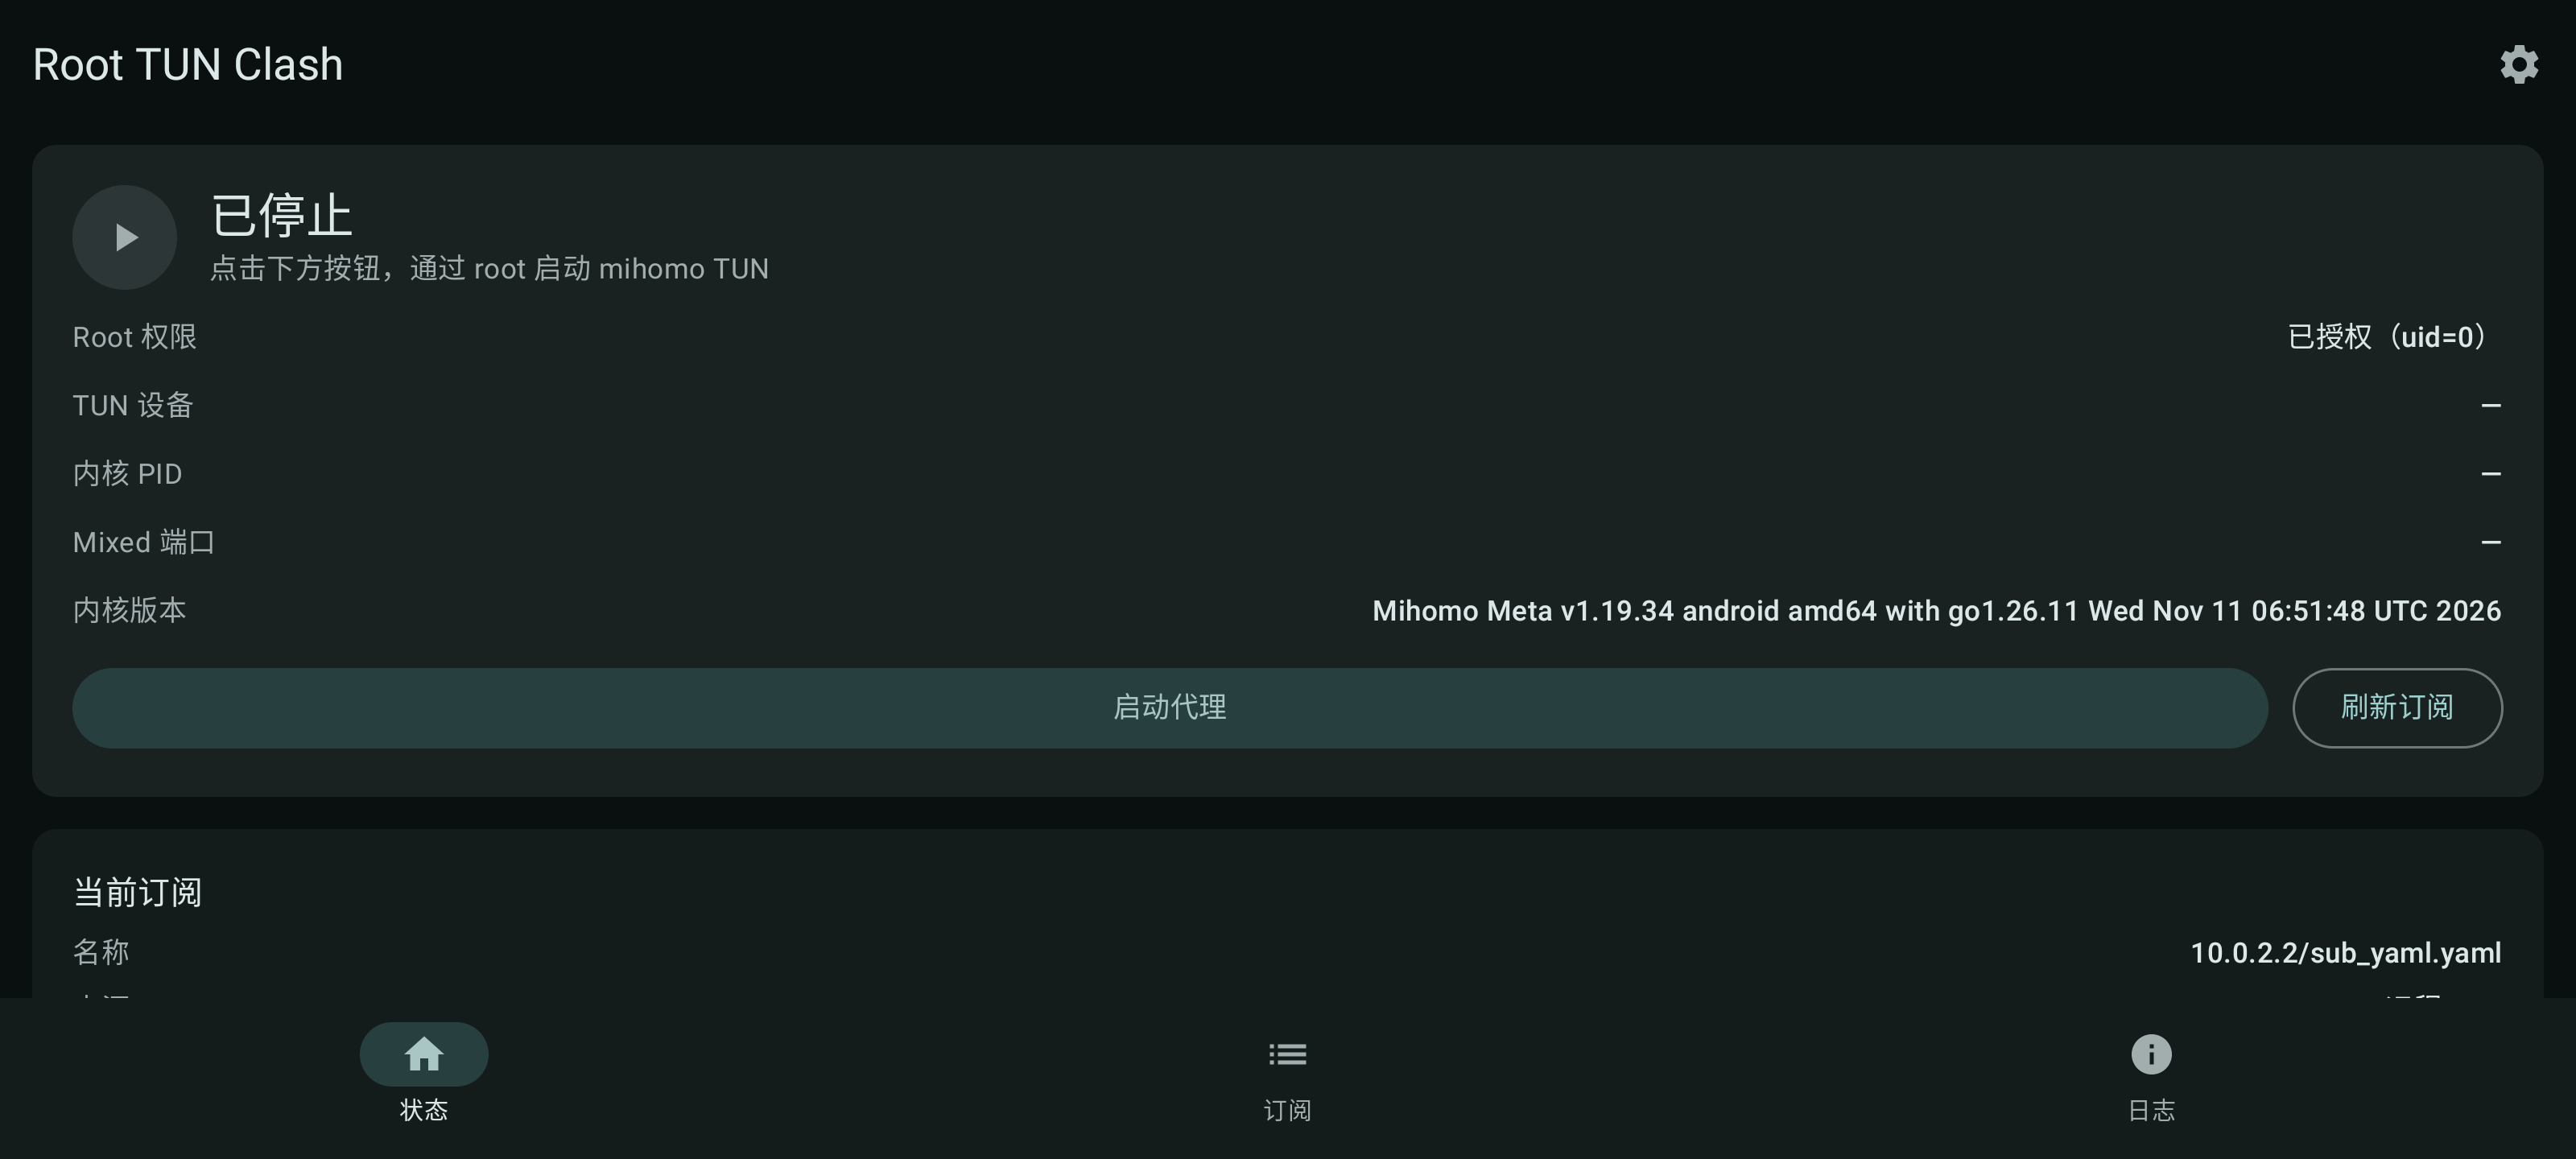 Root TUN Clash
已停止
点击下方按钮，通过 root 启动 mihomo TUN
Root 权限 已授权（uid=0）
TUN 设备 —
内核 PID —
Mixed 端口 —
内核版本 Mihomo Meta v1.19.34 android amd64 with go1.26.11 Wed Nov 11 06:51:48 UTC 2026
启动代理 刷新订阅
当前订阅
名称 10.0.2.2/sub_yaml.yaml
状态 订阅 日志